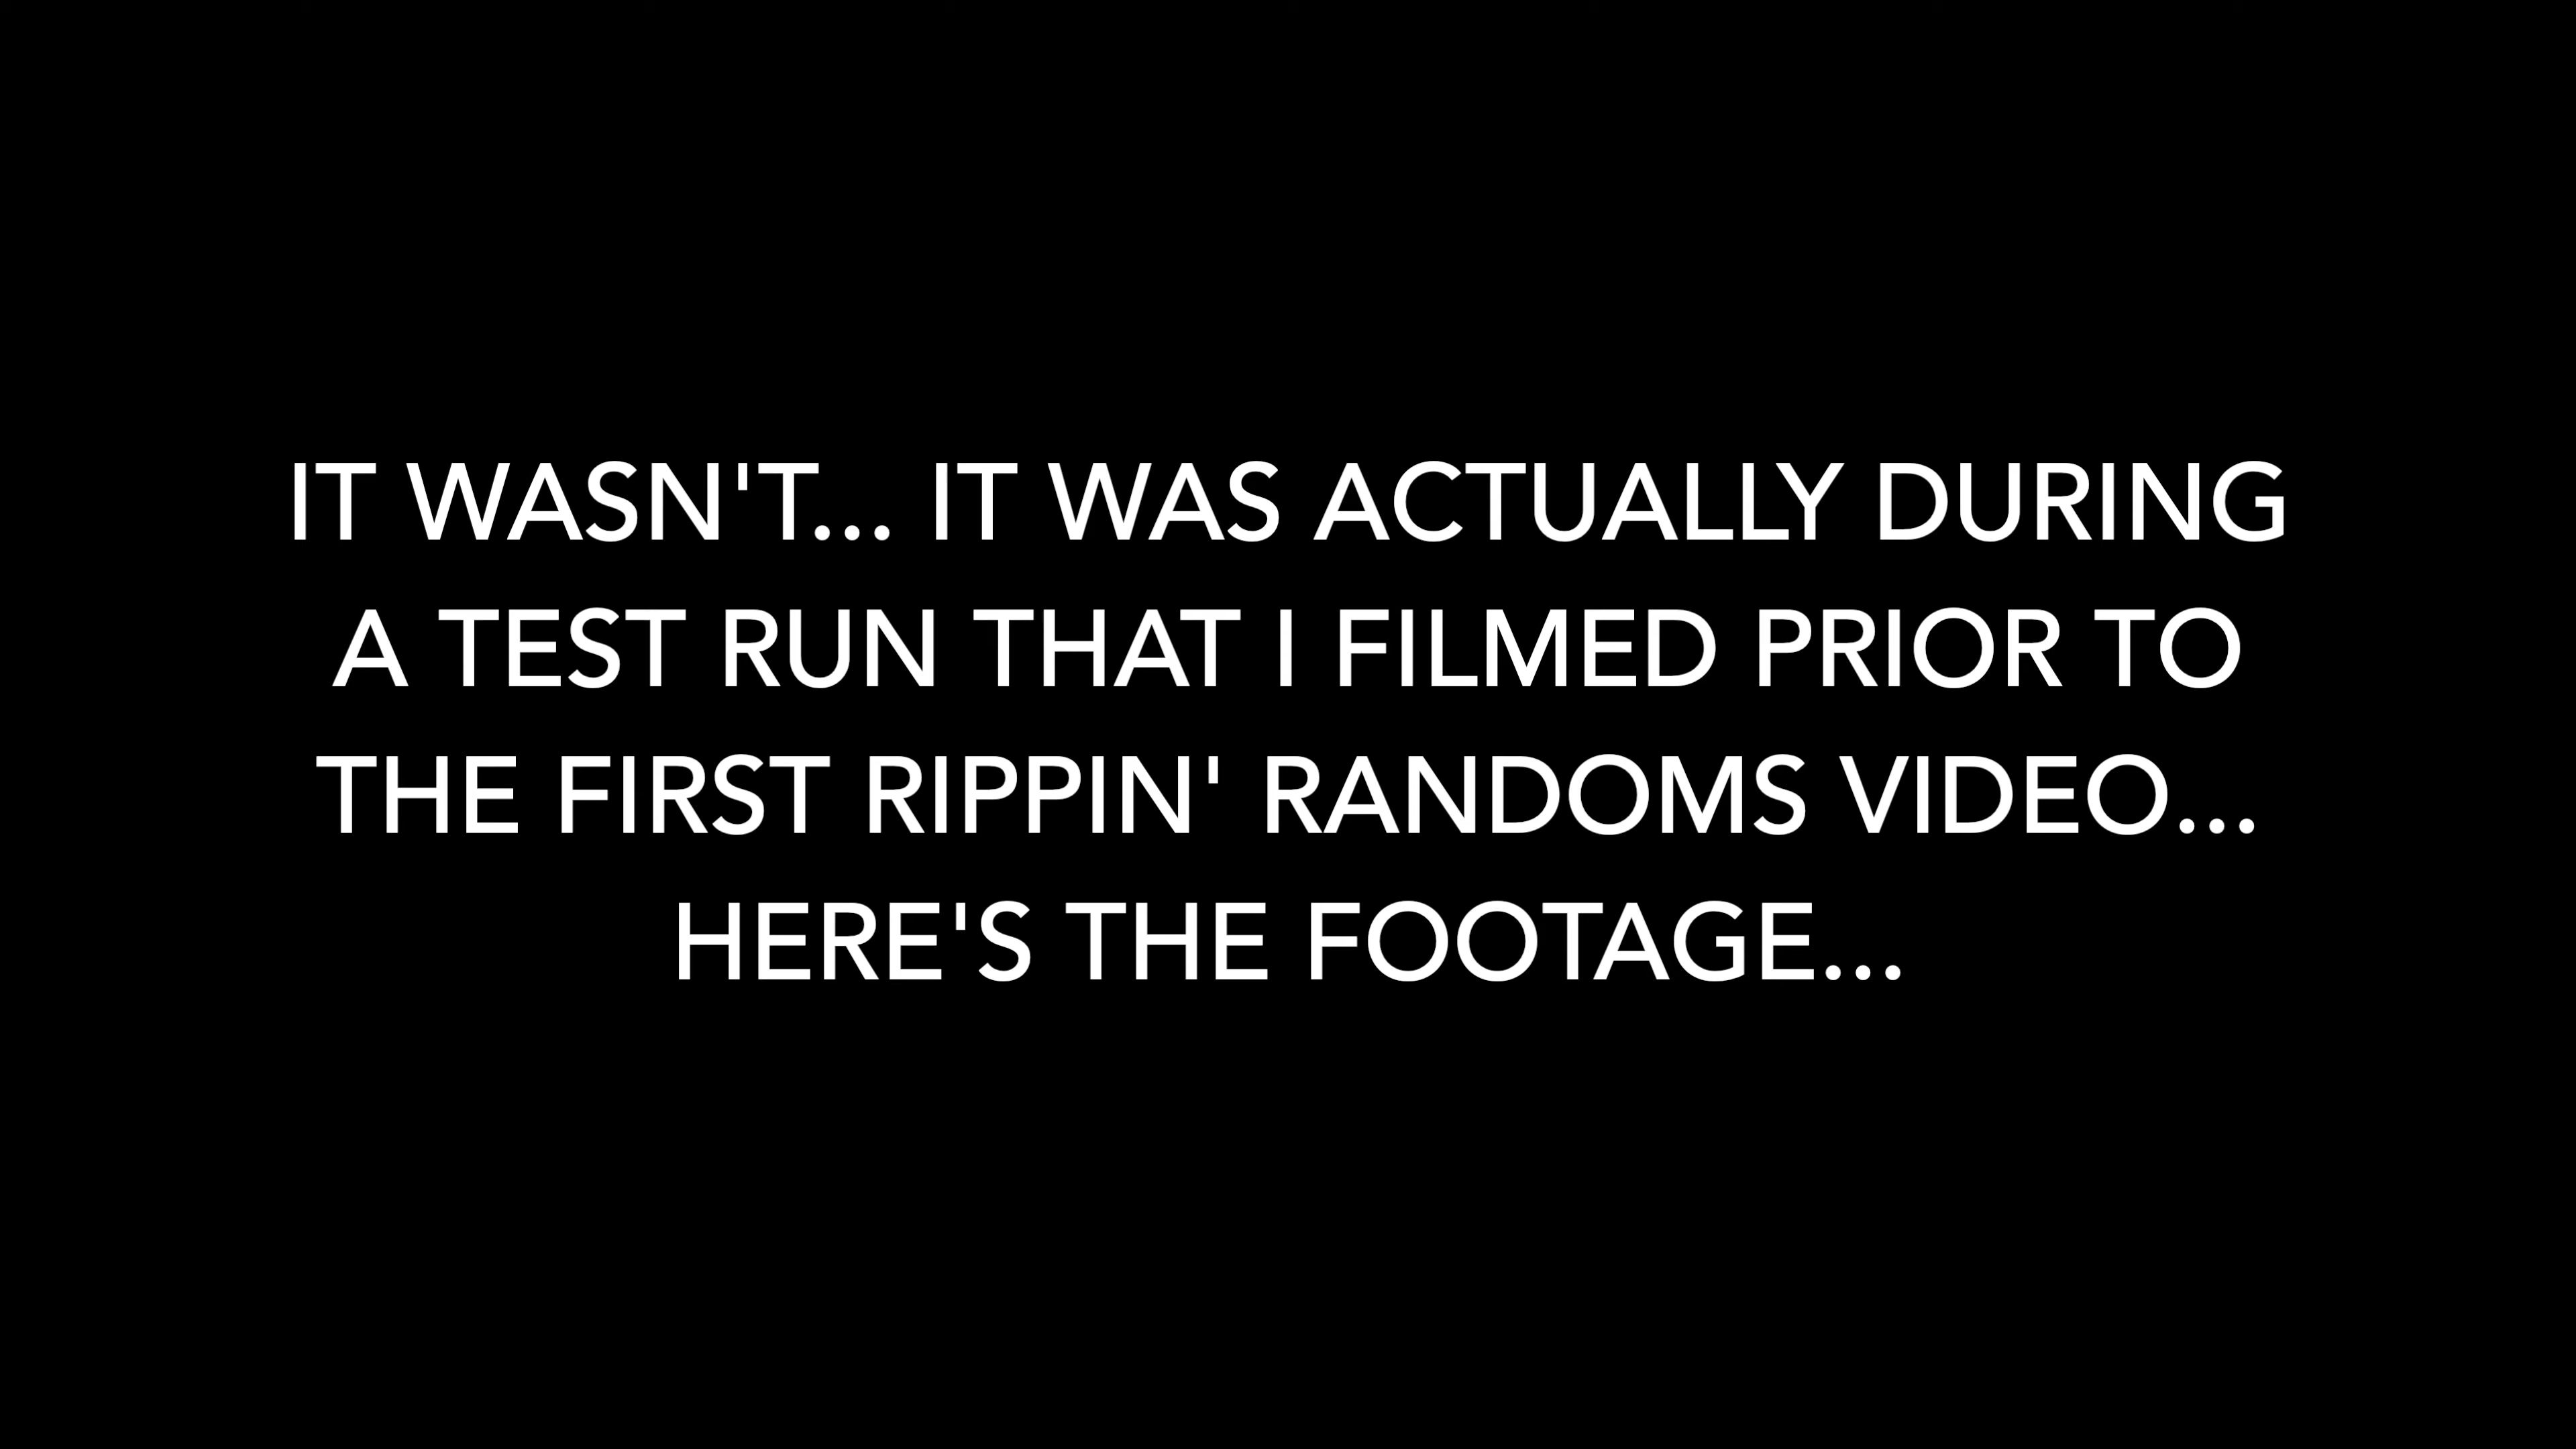 IT WASN'T... IT WAS ACTUALLY DURING
A TEST RUN THAT I FILMED PRIOR TO
THE FIRST RIPPIN' RANDOMS VIDEO...
HERE'S THE FOOTAGE...